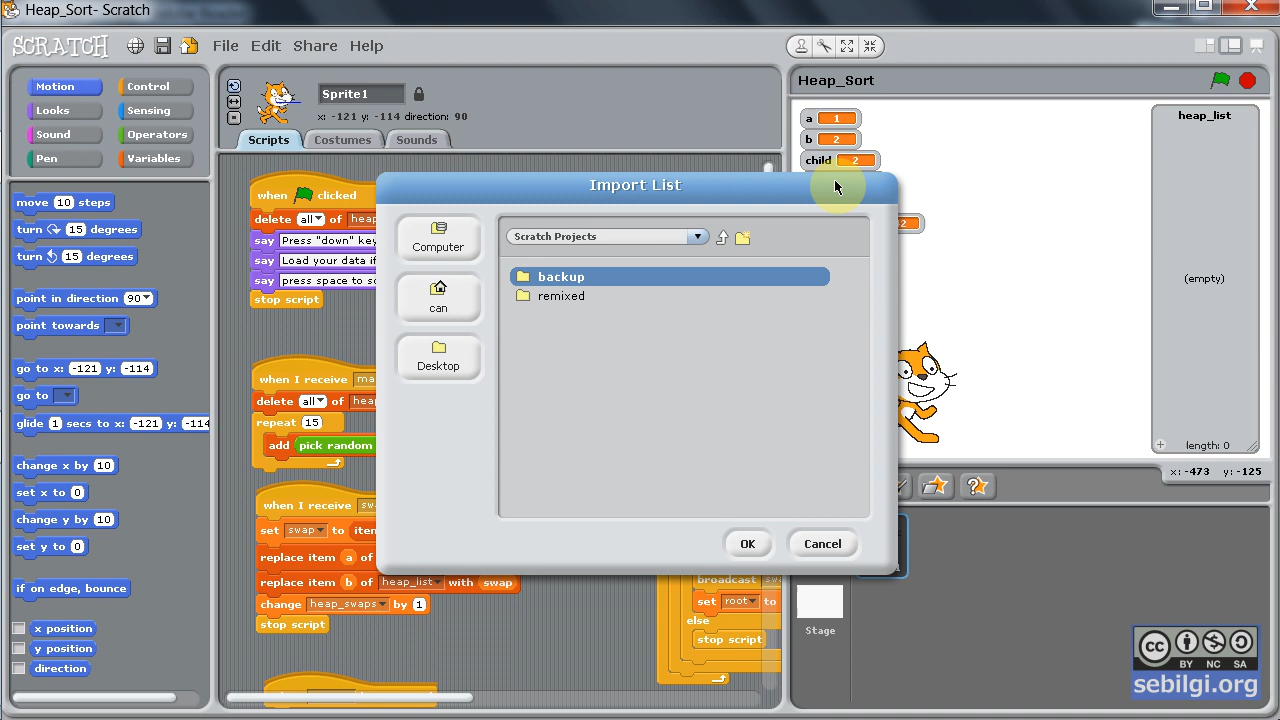 Heap_Sort- Scratch
SCRATCH File Edit Share Help
Motion Control
Looks Sensing
Sound Operators
Pen Variables
move 10 steps
turn 15 degrees
turn 15 degrees
point in direction 90
point towards
go to x: -121 y: -114
go to
glide 1 secs to x: -121 y: -114
change x by 10
set x to 0
change y by 10
set y to 0
if on edge, bounce
x position
y position
direction
Sprite1
x: -121 y: -114 direction: 90
Scripts Costumes Sounds
when clicked
delete all of
say Press "down"
say Load your data
say press space to
stop script
when I receive
delete all of
repeat 15
add pick random
when I receive
set swap to
replace item a of
replace item b of heap_list with swap
change heap_swaps by 1
stop script
broadcast
set root to
else
stop script
Import List
Computer
can
Desktop
Scratch Projects
backup
remixed
OK Cancel
Heap_Sort
a 1
b 2
child 2
2
heap_list
(empty)
length: 0
x: -473 y: -125
Stage
cc BY NC SA
sebilgi.org